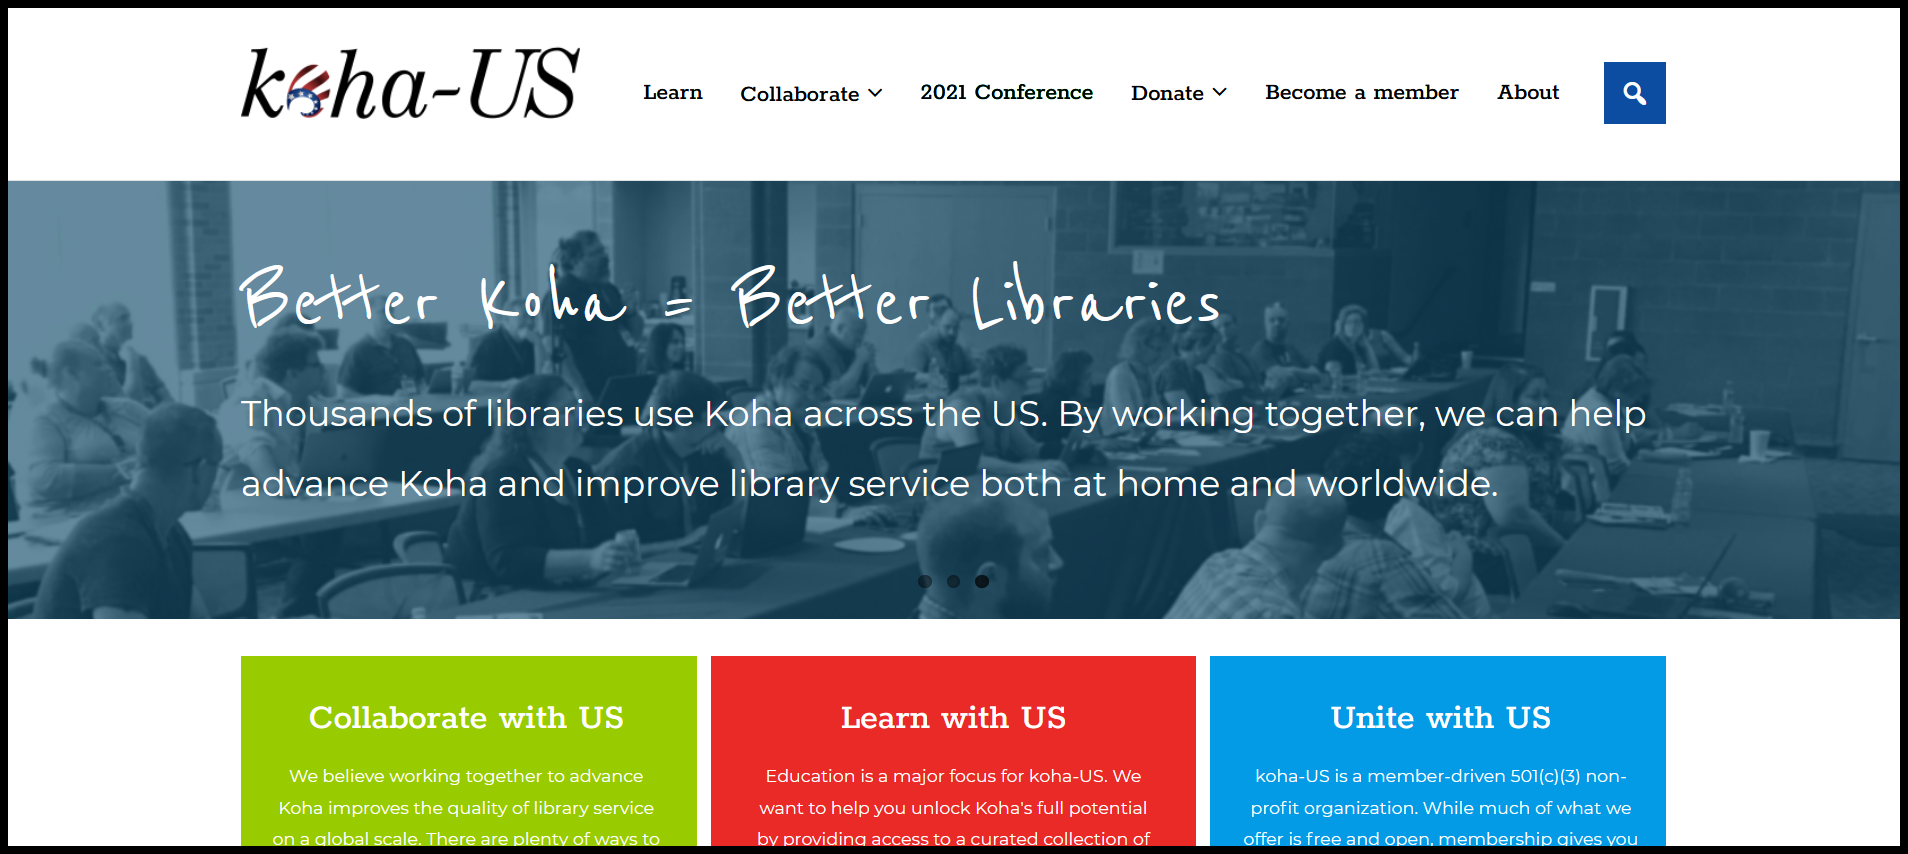 koha-US
Learn
Collaborate
2021 Conference
Donate
Become a member
About
Better Koha = Better Libraries
Thousands of libraries use Koha across the US. By working together, we can help
advance Koha and improve library service both at home and worldwide.
Collaborate with US
We believe working together to advance
Koha improves the quality of library service
on a global scale. There are plenty of ways to
Learn with US
Education is a major focus for koha-US. We
want to help you unlock Koha's full potential
by providing access to a curated collection of
Unite with US
koha-US is a member-driven 501(c)(3) non-
profit organization. While much of what we
offer is free and open, membership gives you